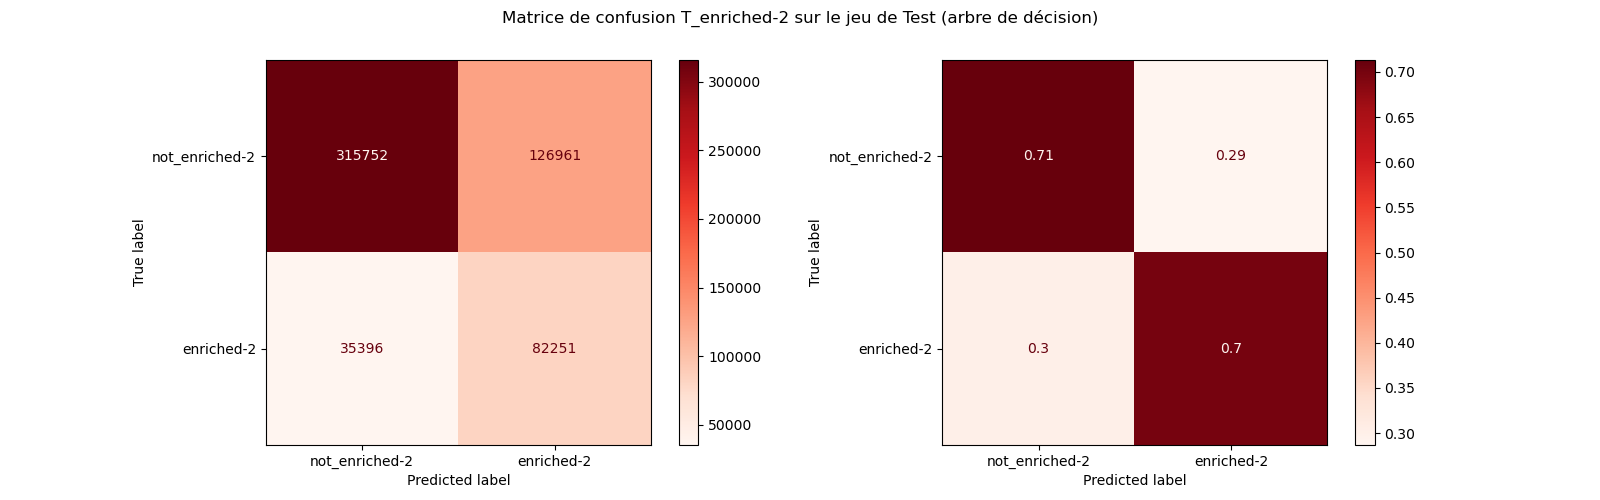 Matrice de confusion T_enriched-2 sur le jeu de Test (arbre de décision)
True label
not_enriched-2
enriched-2
315752
126961
35396
82251
not_enriched-2
enriched-2
Predicted label
300000
250000
200000
150000
100000
50000
True label
not_enriched-2
enriched-2
0.71
0.29
0.3
0.7
not_enriched-2
enriched-2
Predicted label
0.70
0.65
0.60
0.55
0.50
0.45
0.40
0.35
0.30